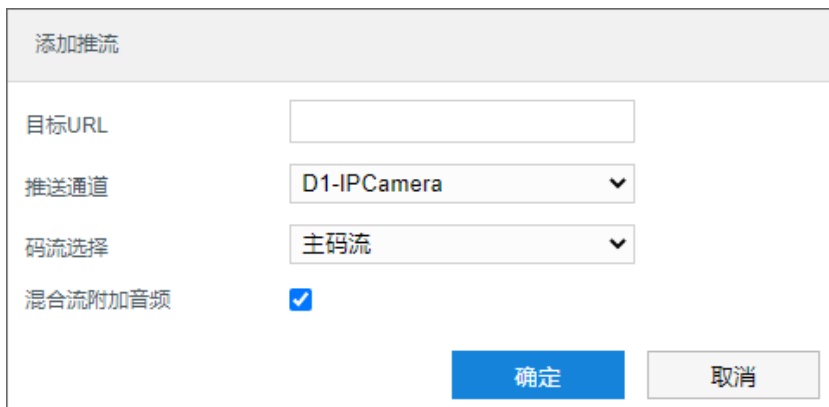 添加推流
目标URL
推送通道 D1-IPCamera
码流选择 主码流
混合流附加音频
确定 取消